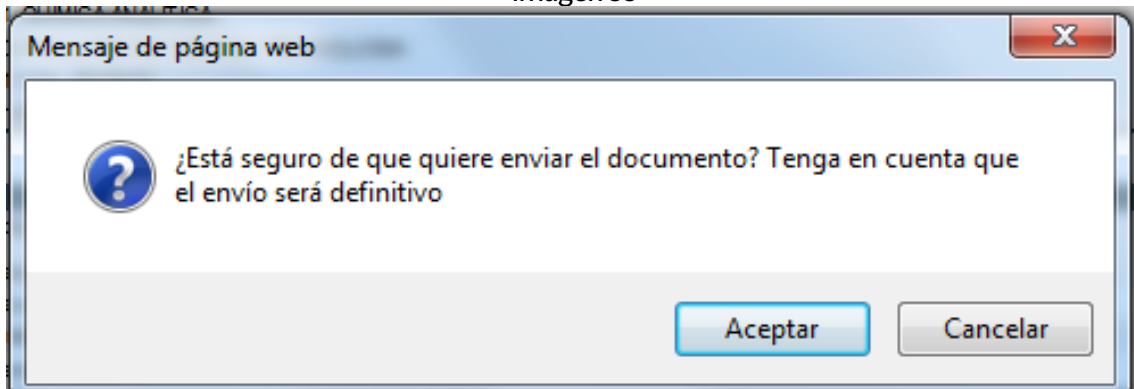 Mensaje de página web
¿Está seguro de que quiere enviar el documento? Tenga en cuenta que
el envío será definitivo
Aceptar
Cancelar